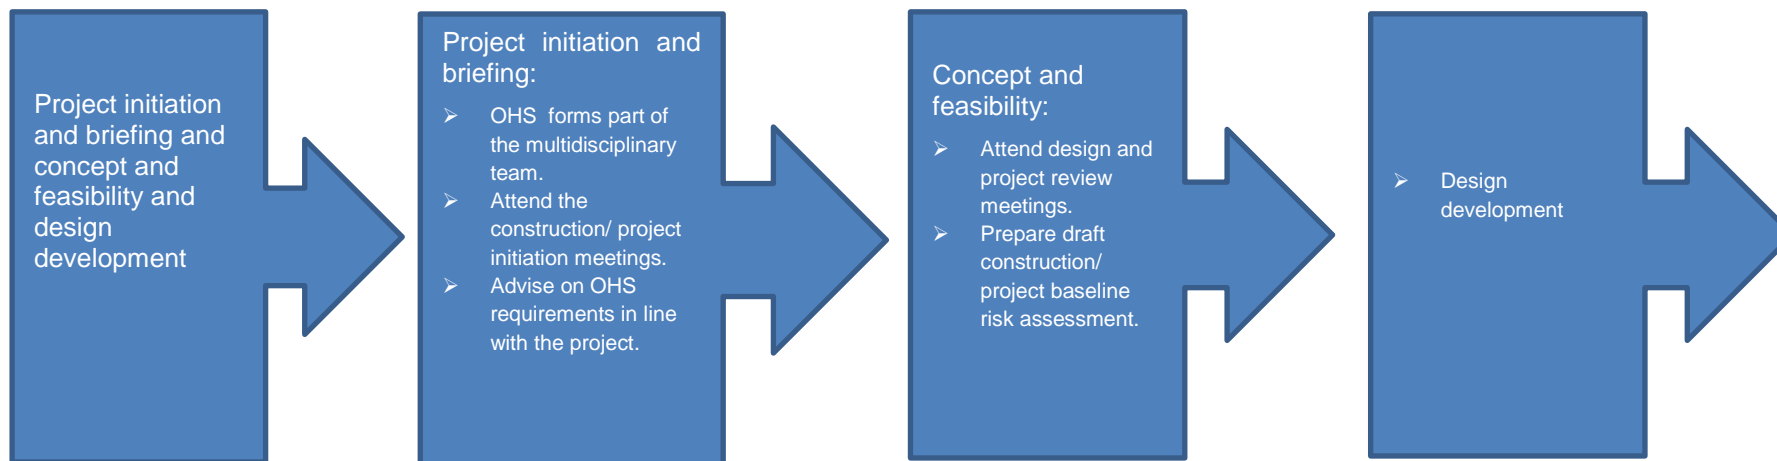 Project initiation
and briefing and
concept and
feasibility and
design
development
Project initiation and
briefing:
➢ OHS forms part of
the multidisciplinary
team.
➢ Attend the
construction/ project
initiation meetings.
➢ Advise on OHS
requirements in line
with the project.
Concept and
feasibility:
➢ Attend design and
project review
meetings.
➢ Prepare draft
construction/
project baseline
risk assessment.
➢ Design
development